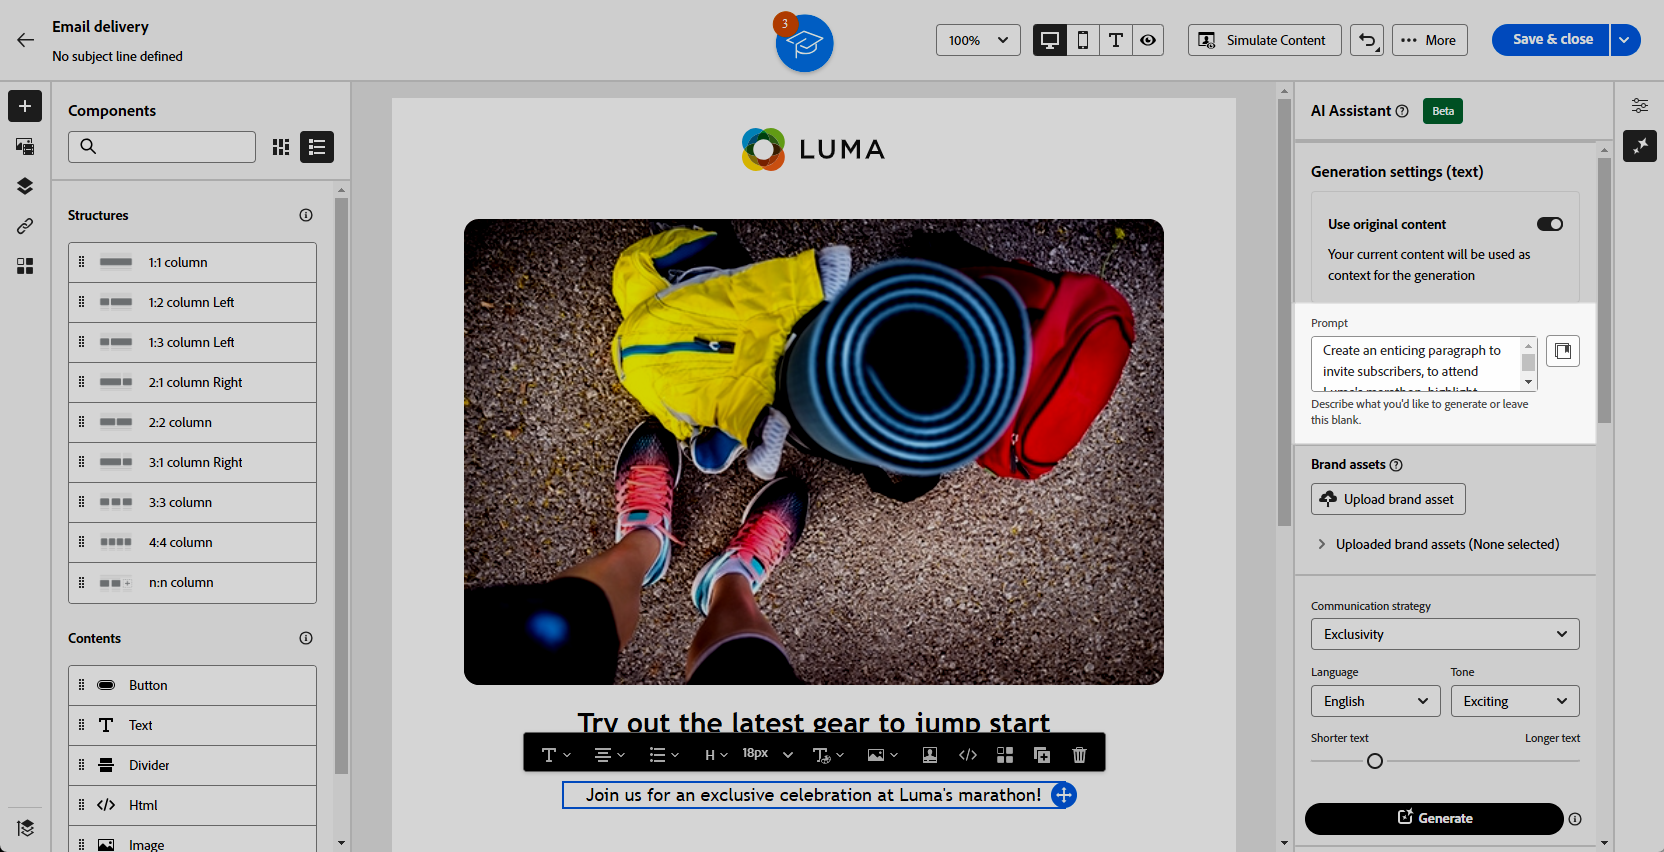 Email delivery
No subject line defined
3
100%
Simulate Content
More
Save & close
Components
Structures
1:1 column
1:2 column Left
1:3 column Left
2:1 column Right
2:2 column
3:1 column Right
3:3 column
4:4 column
n:n column
Contents
Button
Text
Divider
Html
Image
LUMA
Try out the latest gear to jump start
H
18px
Join us for an exclusive celebration at Luma's marathon!
AI Assistant
Beta
Generation settings (text)
Use original content
Your current content will be used as
context for the generation
Prompt
Create an enticing paragraph to
invite subscribers, to attend
Luma's marathon, highlight
Describe what you'd like to generate or leave
this blank.
Brand assets
Upload brand asset
Uploaded brand assets (None selected)
Communication strategy
Exclusivity
Language
Tone
English
Exciting
Shorter text
Longer text
Generate